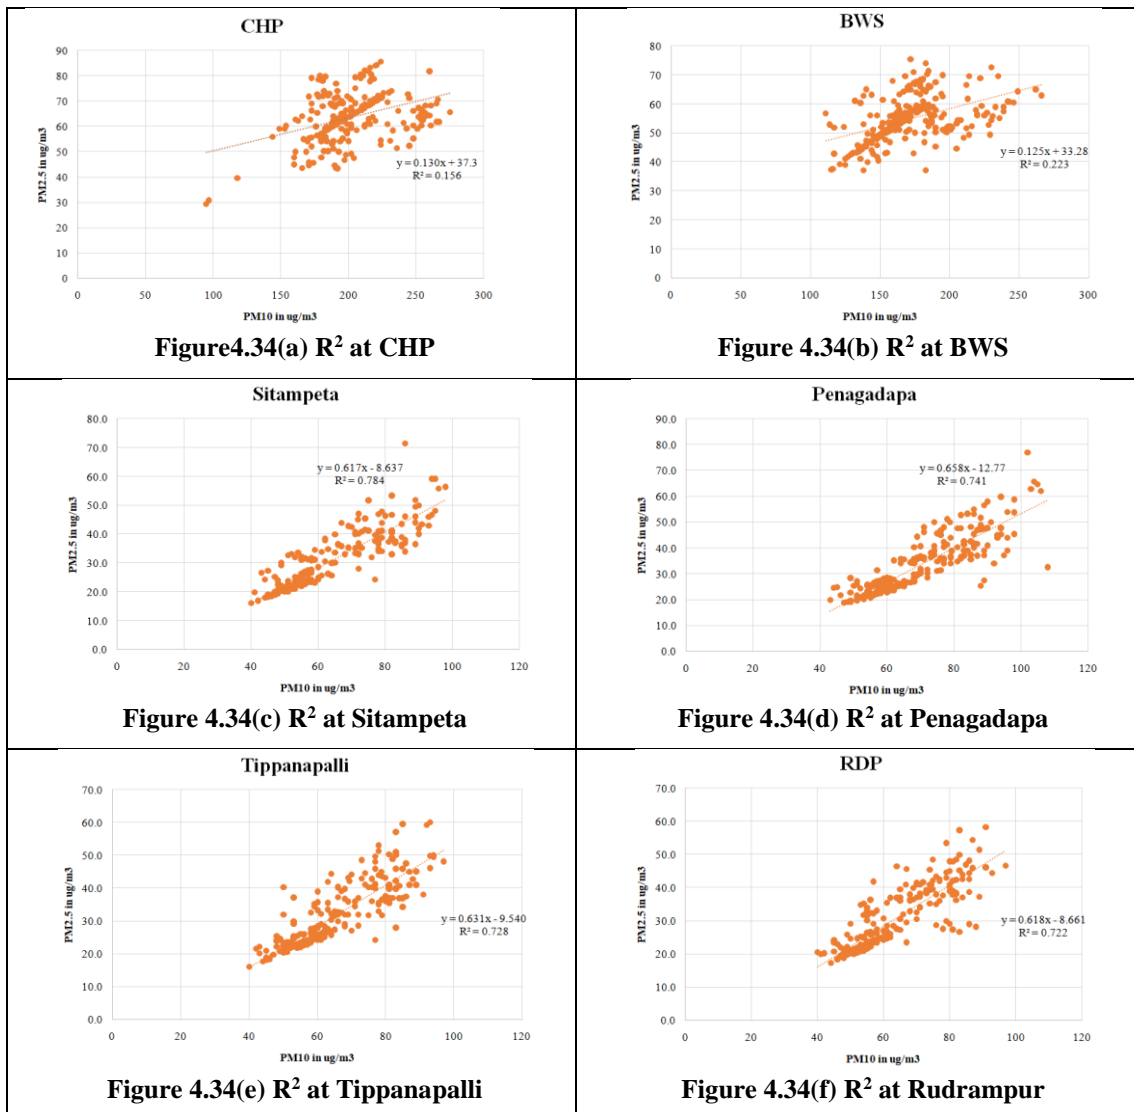 CHP
90
80
70
60
50
40
30
20
10
0
PM2.5 in ug/m3
y = 0.130x + 37.3
R² = 0.156
0 50 100 150 200 250 300
PM10 in ug/m3
Figure4.34(a) R² at CHP
BWS
80
70
60
50
40
30
20
10
0
PM2.5 in ug/m3
y = 0.125x + 33.28
R² = 0.223
0 50 100 150 200 250 300
PM10 in ug/m3
Figure 4.34(b) R² at BWS
Sitampeta
80.0
70.0
60.0
50.0
40.0
30.0
20.0
10.0
0.0
PM2.5 in ug/m3
y = 0.617x - 8.637
R² = 0.784
0 20 40 60 80 100 120
PM10 in ug/m3
Figure 4.34(c) R² at Sitampeta
Penagadapa
90.0
80.0
70.0
60.0
50.0
40.0
30.0
20.0
10.0
0.0
PM2.5 in ug/m3
y = 0.658x - 12.77
R² = 0.741
0 20 40 60 80 100 120
PM10 in ug/m3
Figure 4.34(d) R² at Penagadapa
Tippanapalli
70.0
60.0
50.0
40.0
30.0
20.0
10.0
0.0
PM2.5 in ug/m3
y = 0.631x - 9.540
R² = 0.728
0 20 40 60 80 100 120
PM10 in ug/m3
Figure 4.34(e) R² at Tippanapalli
RDP
70.0
60.0
50.0
40.0
30.0
20.0
10.0
0.0
PM2.5 in ug/m3
y = 0.618x - 8.661
R² = 0.722
0 20 40 60 80 100 120
PM10 in ug/m3
Figure 4.34(f) R² at Rudrampur